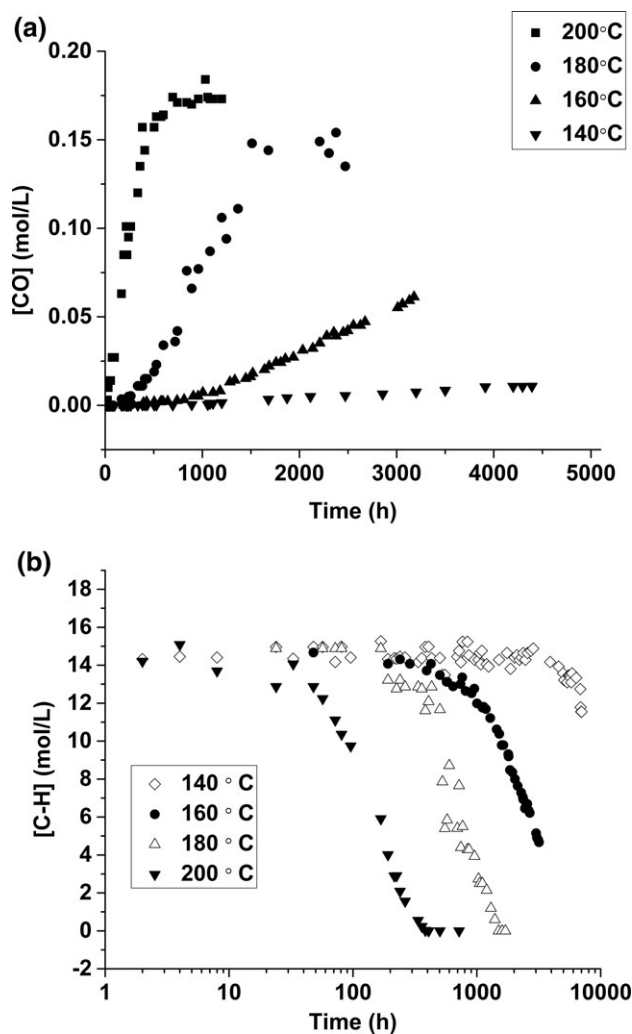 (a)
200°C
180°C
160°C
140°C
0.20
0.15
0.10
0.05
0.00
[CO] (mol/L)
0 1000 2000 3000 4000 5000
Time (h)
(b)
18
16
14
12
10
8
6
4
2
0
-2
[C-H] (mol/L)
140 ° C
160 ° C
180 ° C
200 ° C
1 10 100 1000 10000
Time (h)